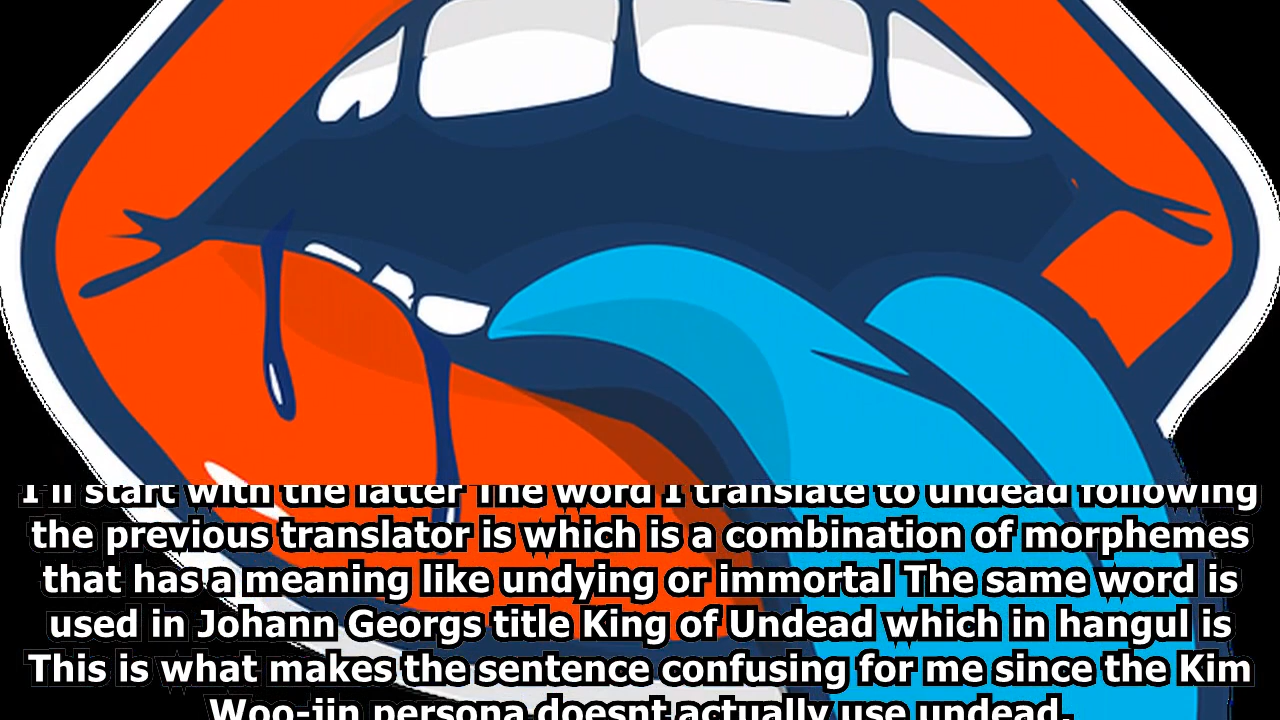 I'll start with the latter The word I translate to undead following
the previous translator is which is a combination of morphemes
that has a meaning like undying or immortal The same word is
used in Johann Georgs title King of Undead which in hangul is
This is what makes the sentence confusing for me since the Kim
Woo-jin persona doesnt actually use undead.